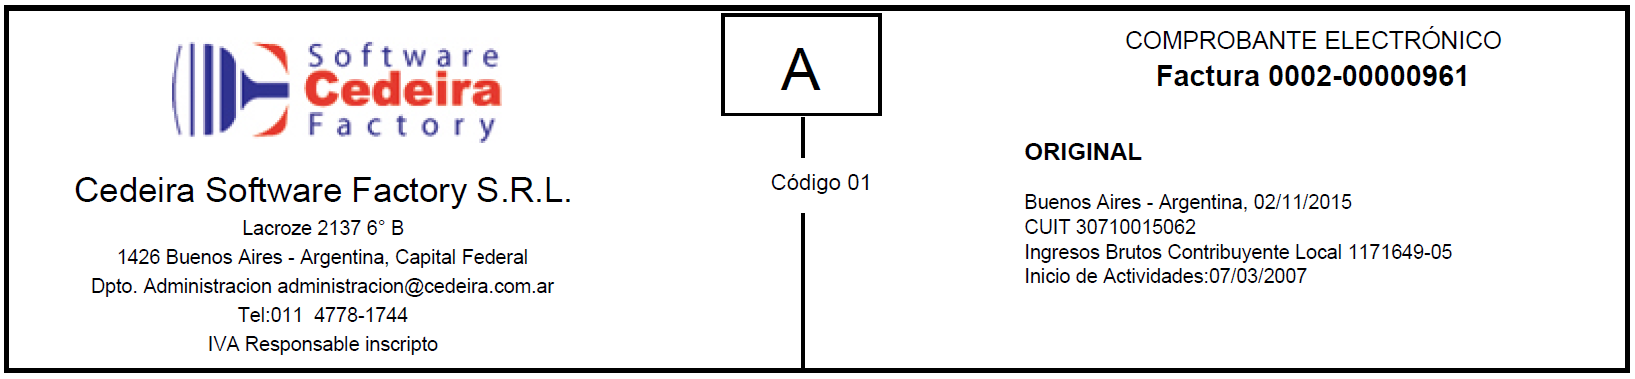 Software
Cedeira
Factory
Cedeira Software Factory S.R.L.
Lacroze 2137 6° B
1426 Buenos Aires - Argentina, Capital Federal
Dpto. Administracion administracion@cedeira.com.ar
Tel:011  4778-1744
IVA Responsable inscripto
A
Código 01
COMPROBANTE ELECTRÓNICO
Factura 0002-00000961
ORIGINAL
Buenos Aires - Argentina, 02/11/2015
CUIT 30710015062
Ingresos Brutos Contribuyente Local 1171649-05
Inicio de Actividades:07/03/2007